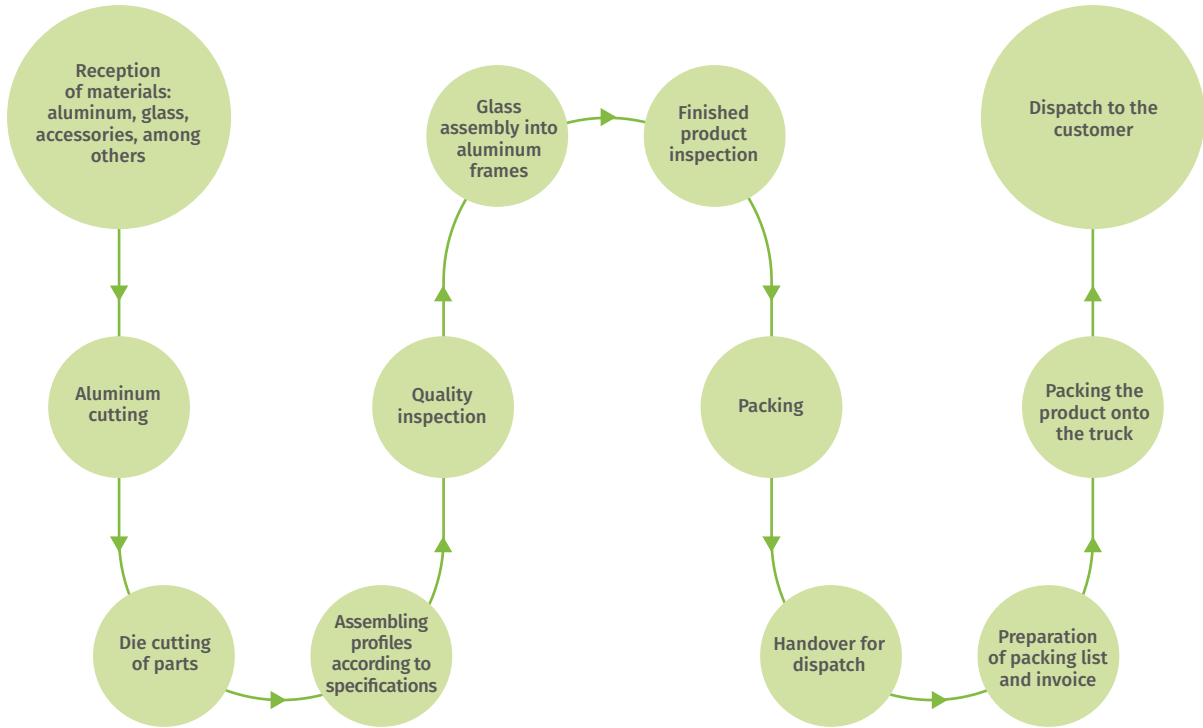 Reception
of materials:
aluminum, glass,
accessories, among
others
Aluminum
cutting
Die cutting
of parts
Assembling
profiles
according to
specifications
Quality
inspection
Glass
assembly into
aluminum
frames
Finished
product
inspection
Packing
Handover for
dispatch
Preparation
of packing list
and invoice
Packing the
product onto
the truck
Dispatch to the
customer